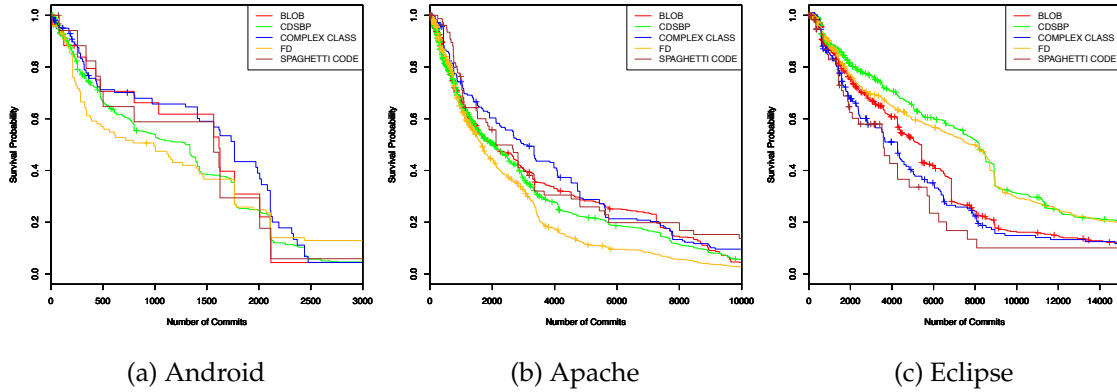 BLOB
CDSBP
COMPLEX CLASS
FD
SPAGHETTI CODE
Survival Probability
0.0
0.2
0.4
0.6
0.8
1.0
0
500
1000
1500
2000
2500
3000
Number of Commits
(a) Android
BLOB
CDSBP
COMPLEX CLASS
FD
SPAGHETTI CODE
Survival Probability
0.0
0.2
0.4
0.6
0.8
1.0
0
2000
4000
6000
8000
10000
Number of Commits
(b) Apache
BLOB
CDSBP
COMPLEX CLASS
FD
SPAGHETTI CODE
Survival Probability
0.0
0.2
0.4
0.6
0.8
1.0
0
2000
4000
6000
8000
10000
12000
14000
Number of Commits
(c) Eclipse